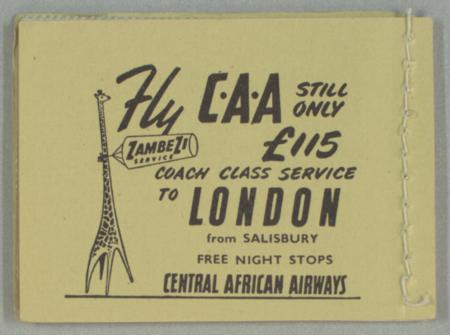 Fly C·A·A STILL
ONLY
ZAMBEZI
SERVICE
£115
COACH CLASS SERVICE
TO LONDON
from SALISBURY
FREE NIGHT STOPS
CENTRAL AFRICAN AIRWAYS